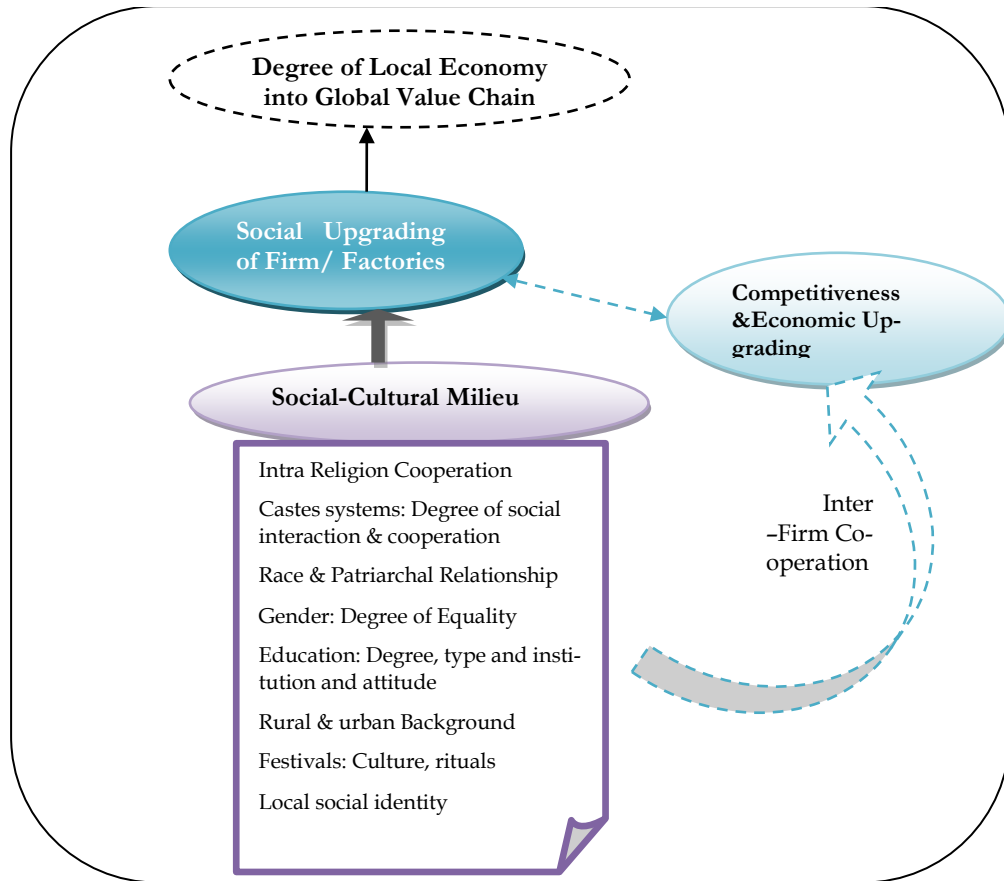 Degree of Local Economy
into Global Value Chain
Social Upgrading
of Firm/ Factories
Competitiveness
&Economic Up-
grading
Social-Cultural Milieu
Intra Religion Cooperation
Castes systems: Degree of social
interaction & cooperation
Race & Patriarchal Relationship
Gender: Degree of Equality
Education: Degree, type and insti-
tution and attitude
Rural & urban Background
Festivals: Culture, rituals
Local social identity
Inter
–Firm Co-
operation